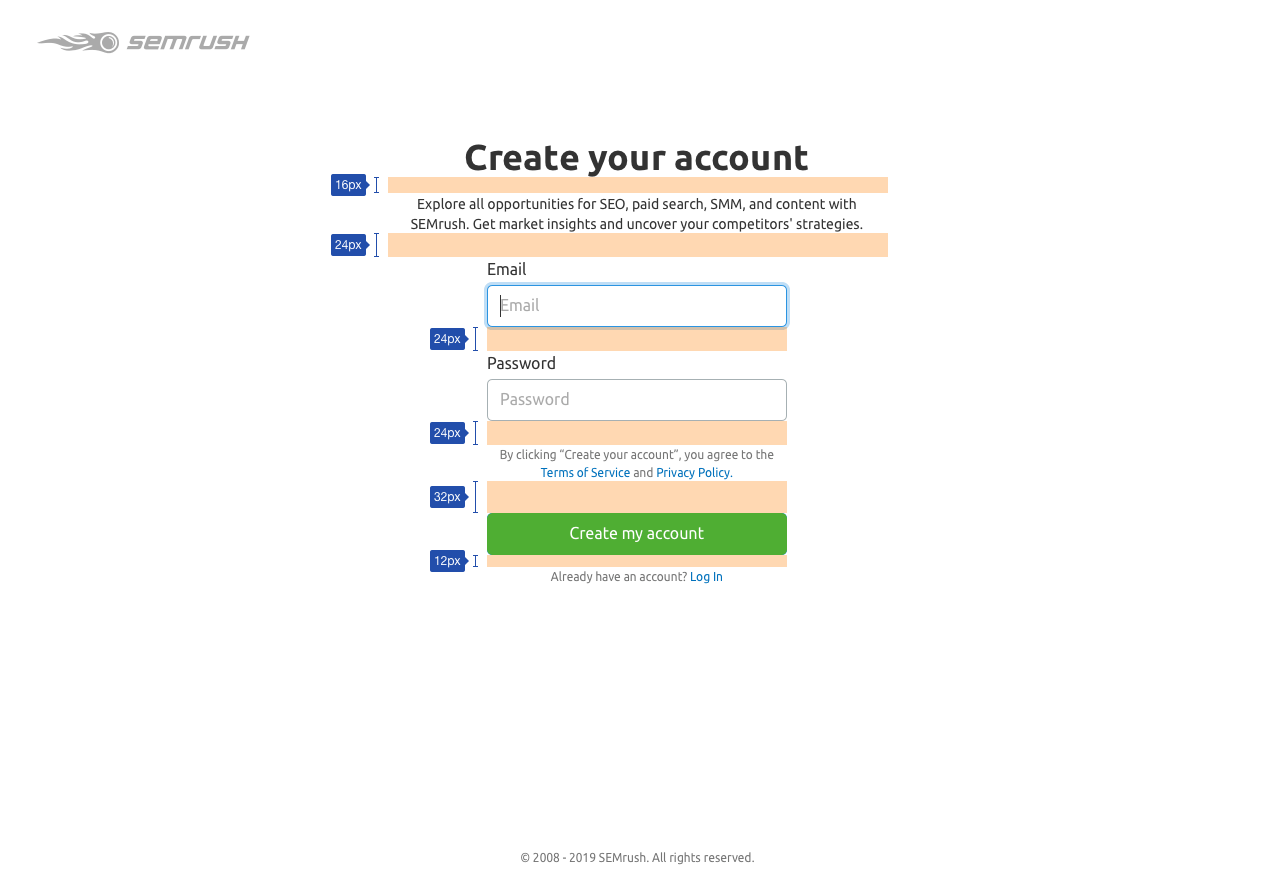 semrush
Create your account
16px
Explore all opportunities for SEO, paid search, SMM, and content with
SEMrush. Get market insights and uncover your competitors' strategies.
24px
Email
Email
24px
Password
Password
24px
By clicking “Create your account”, you agree to the
Terms of Service and Privacy Policy.
32px
Create my account
12px
Already have an account? Log In
© 2008 - 2019 SEMrush. All rights reserved.